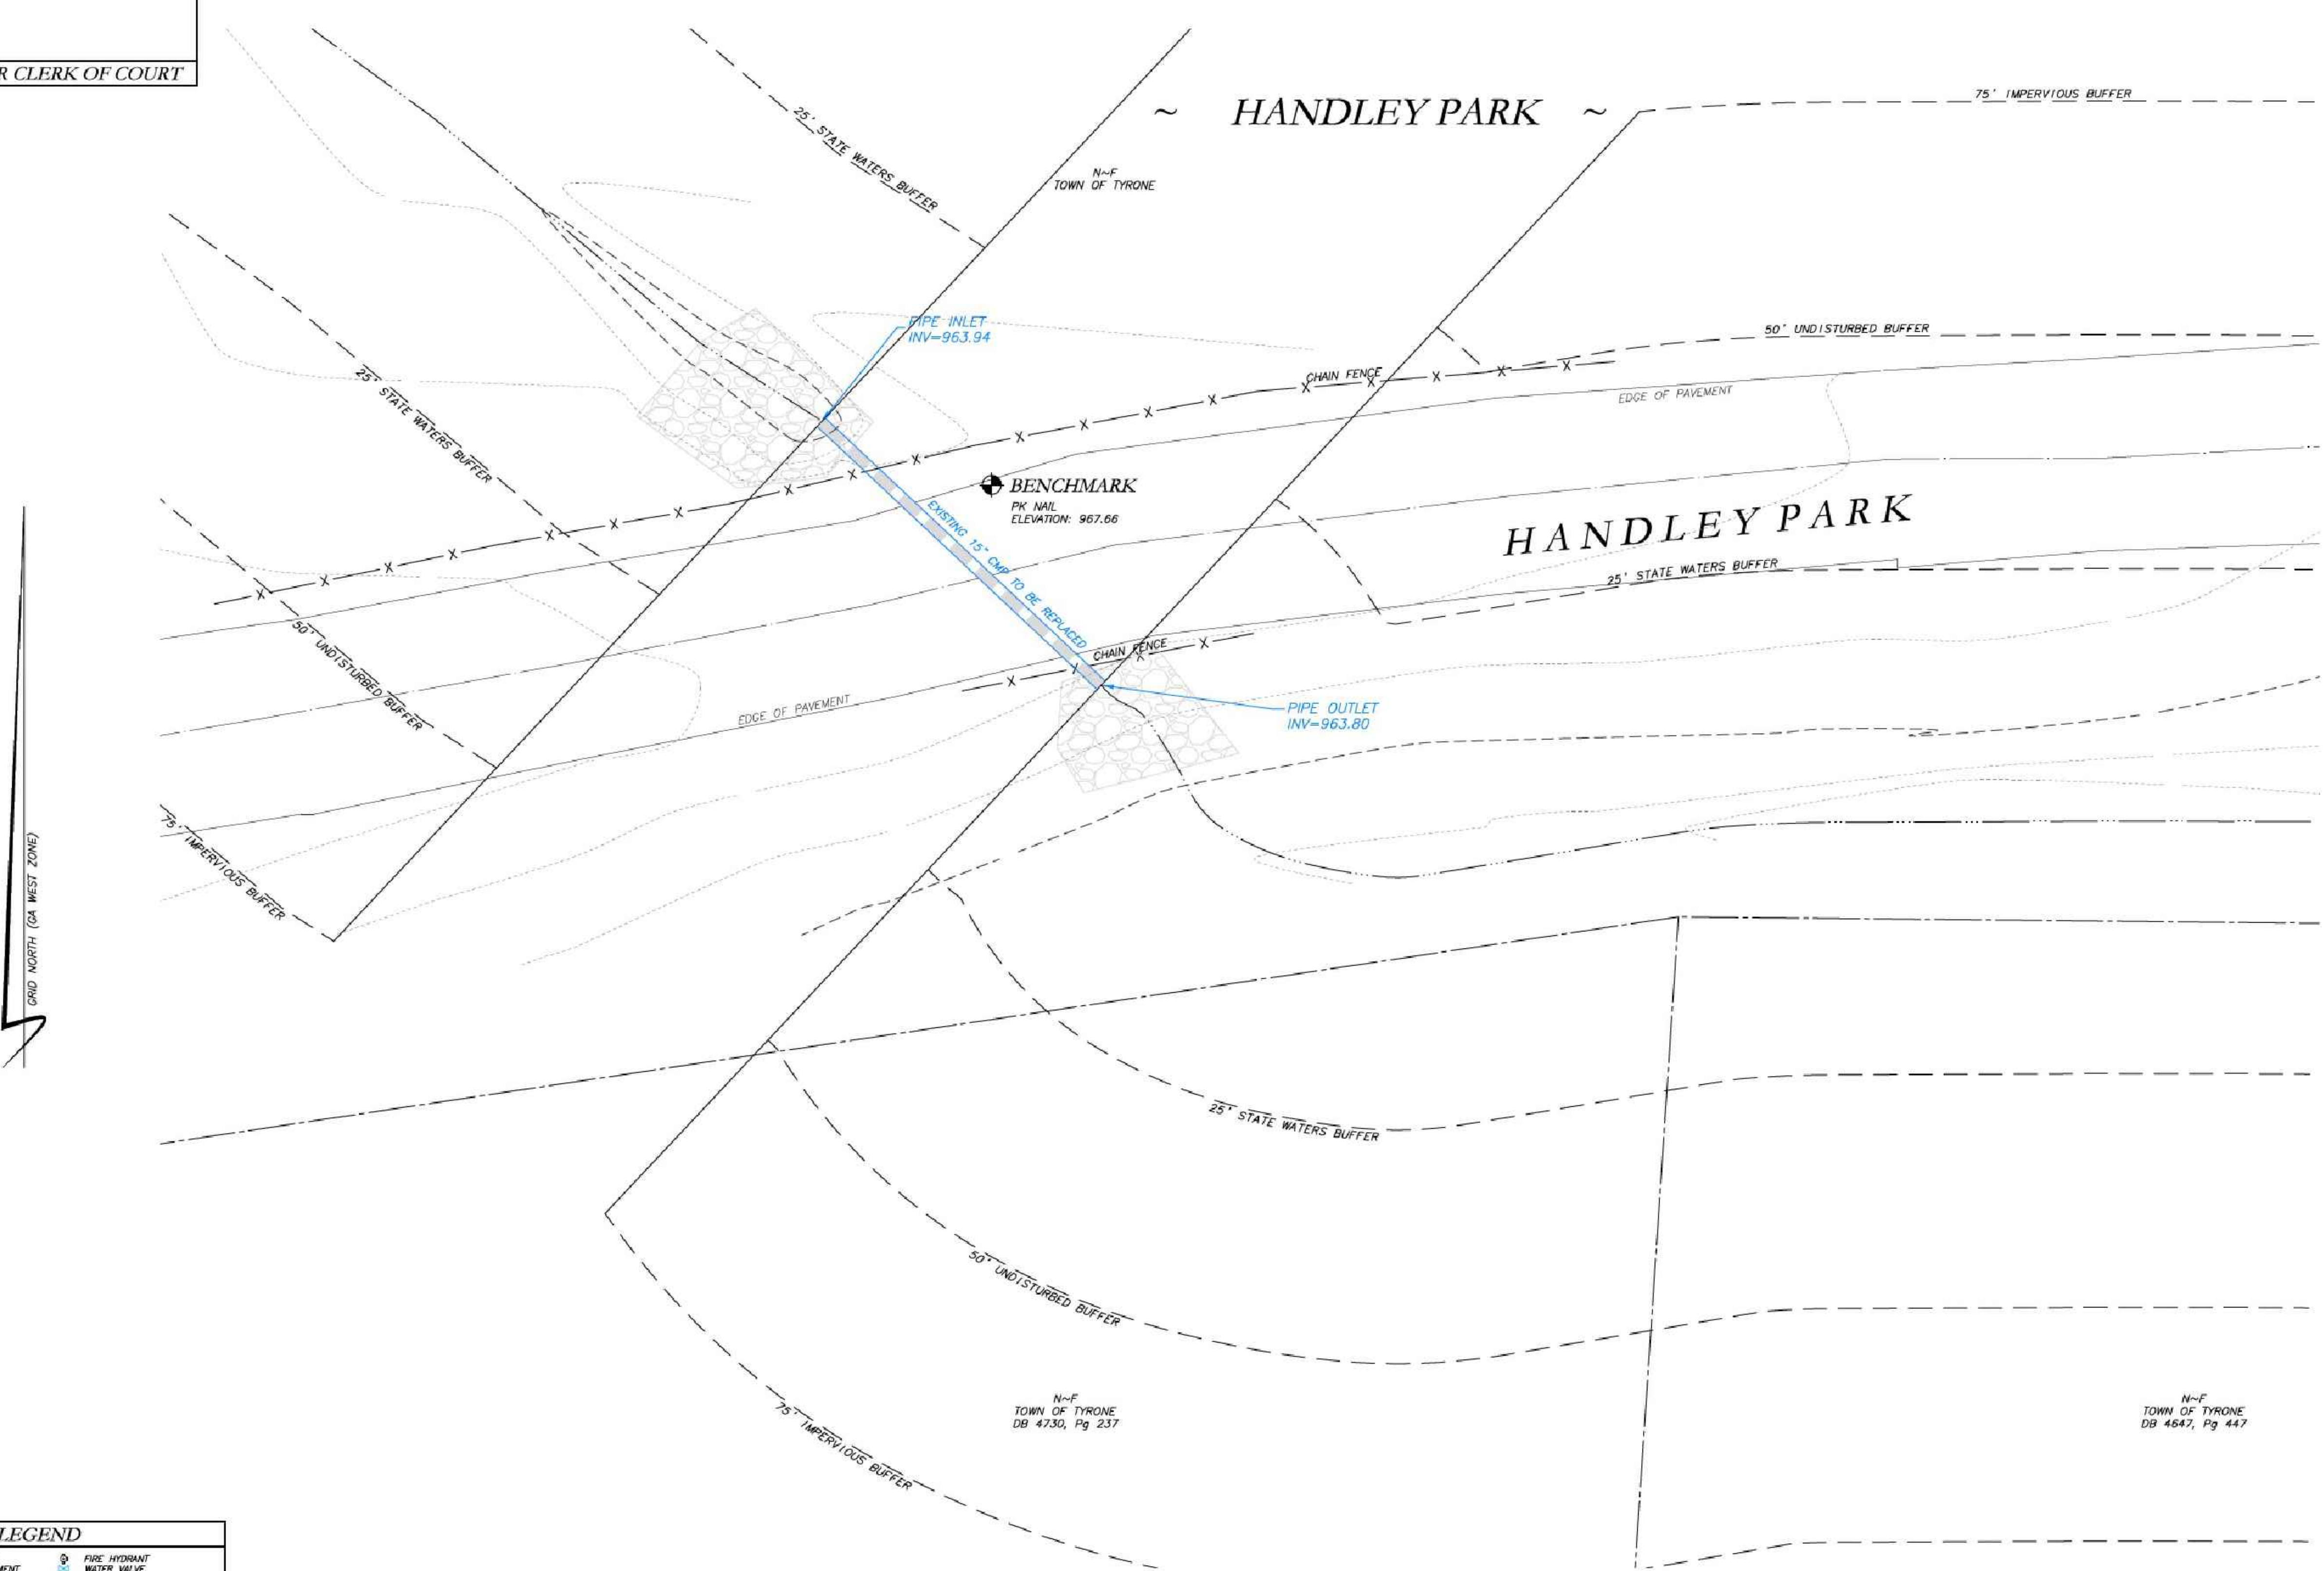 R CLERK OF COURT
~ HANDLEY PARK ~
75' IMPERVIOUS BUFFER
25' STATE WATERS BUFFER
N~F
TOWN OF TYRONE
PIPE INLET
INV=963.94
50' UNDISTURBED BUFFER
CHAIN FENCE
EDGE OF PAVEMENT
25' STATE WATERS BUFFER
BENCHMARK
PK NAIL
ELEVATION: 967.66
EXISTING 15" CMP TO BE REPLACED
HANDLEY PARK
25' STATE WATERS BUFFER
50' UNDISTURBED BUFFER
CHAIN FENCE
EDGE OF PAVEMENT
PIPE OUTLET
INV=963.80
75' IMPERVIOUS BUFFER
GRID NORTH (GA WEST ZONE)
25' STATE WATERS BUFFER
50' UNDISTURBED BUFFER
75' IMPERVIOUS BUFFER
N~F
TOWN OF TYRONE
DB 4730, Pg 237
N~F
TOWN OF TYRONE
DB 4647, Pg 447
LEGEND
FIRE HYDRANT
MENT WATER VALVE